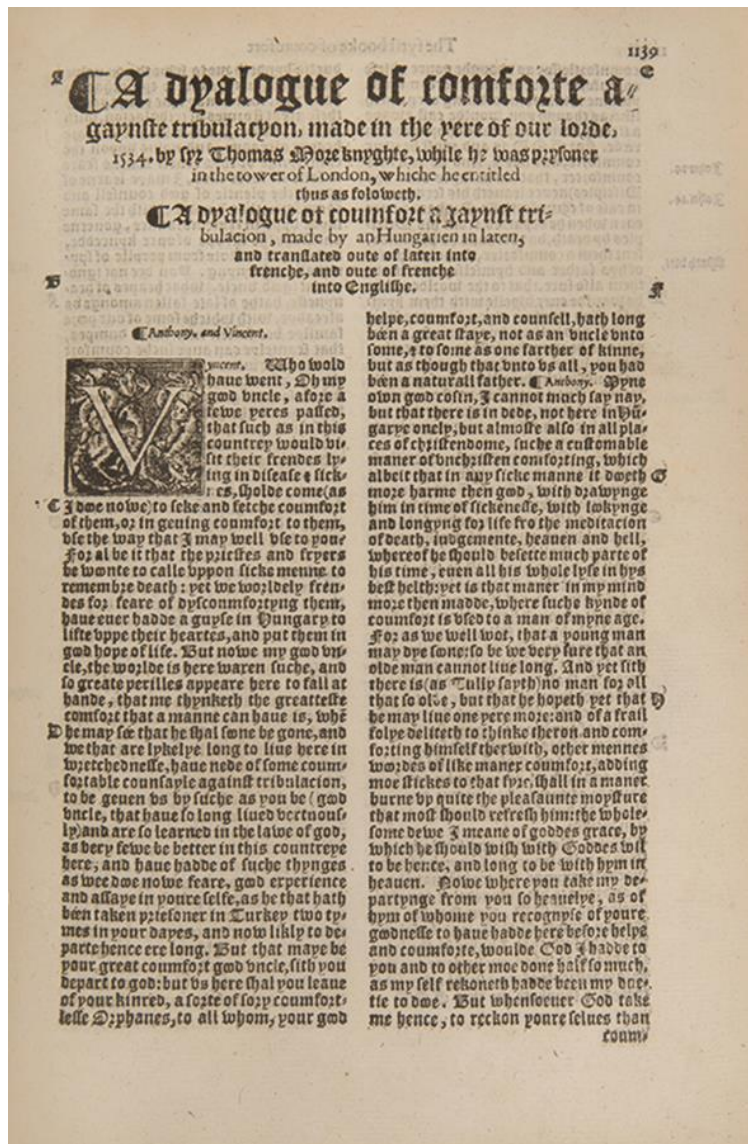 1139
¶A dyalogue of comforte a-
gaynste tribulacyon, made in the yere of our lorde,
1534. by syr Thomas More knyghte, while he was prysoner
in the tower of London, whiche he entitled
thus as foloweth.
¶A dyalogue of coumfort agaynst tri-
bulacion, made by an Hungarien in laten,
and translated oute of laten into
frenche, and oute of frenche
into Englishe.
¶Anthony. and Vincent.
Vyncent. Who wold
haue went, Oh my
good vncle, afore a
fewe yeres passed,
that such as in this
countrey would vi-
sit their frendes ly-
ing in disease & sick-
nes, sholde come (as
C I dooe nowe) to seke and fetche coumfort
of them, or in geuing coumfort to them,
vse the way that I may well vse to you?
For al be it that the priestes and fryers
be woonte to calle vppon sicke menne to
remembre death: yet we worldely fren-
des for feare of dysconmfortyng them,
haue euer hadde a guyse in Hungary to
lifte vppe their heartes, and put them in
good hope of life. But nowe my good vn-
cle, the worlde is here waxen suche, and
so greate perilles appeare here to fall at
hande, that me thynketh the greatteste
comfort that a manne can haue is, whē
D he may see that he shal soone be gone, and
we that are lykelye long to liue here in
wretchednesse, haue nede of some coum-
fortable counsayle against tribulacion,
to be geuen vs by suche as you be (good
vncle, that haue so long liued vertuous-
ly) and are so learned in the lawe of god,
as very fewe be better in this countreye
here, and haue hadde of suche thynges
as wee dooe nowe feare, good experience
and assaye in youre selfe, as he that hath
been taken priesoner in Turkey two ty-
mes in your dayes, and now likly to de-
parte hence ere long. But that maye be
your great coumfort good vncle, sith you
depart to god: but vs here shal you leaue
of your kinred, a sorte of sory coumfort-
lesse Orphanes, to all whom, your good
helpe, coumfort, and counsell, hath long
been a great staye, not as an vncle vnto
some, & to some as one farther of kinne,
but as though that vnto vs all, you had
been a naturall father. ¶Anthony. Myne
own good cosin, I cannot much say nay,
but that there is in dede, not here in Hū-
garye onely, but almoste also in all pla-
ces of christendome, suche a customable
maner of vnchristen comforting, which
albeit that in any sicke manne it dooeth G
more harme then good, with drawynge
him in time of sickenesse, with lookynge
and longyng for life fro the meditacion
of death, iudgemente, heauen and hell,
whereof he should besette much parte of
his time, euen all his whole lyfe in hys
best helth: yet is that maner in my mind
more then madde, where suche kynde of
coumfort is vsed to a man of myne age.
For as we well wot, that a young man
may dye soone: so be we very sure that an
olde man cannot liue long. And yet sith
there is (as Tully sayth) no man for all
that so olde, but that he hopeth yet that H
he may liue one yere more: and of a frail
folye deliteth to thinke theron and com-
forting himself therwith, other mennes
woordes of like maner coumfort, adding
moe stickes to that fyre, shall in a maner
burne vp quite the pleasaunte moysture
that most should refresh him: the whole-
some dewe I meane of goddes grace, by
which he should wish with Goddes wil
to be hence, and long to be with hym in
heauen. Nowe where you take my de-
partynge from you so heauelye, as of
hym of whome you recognyse of youre
goodnesse to haue hadde here before helpe
and coumforte, woulde God I hadde to
you and to other moe done half so much,
as my self rekoneth hadde been my due-
tie to dooe. But whensoeuer God take
me hence, to reckon youre selues than
coum-